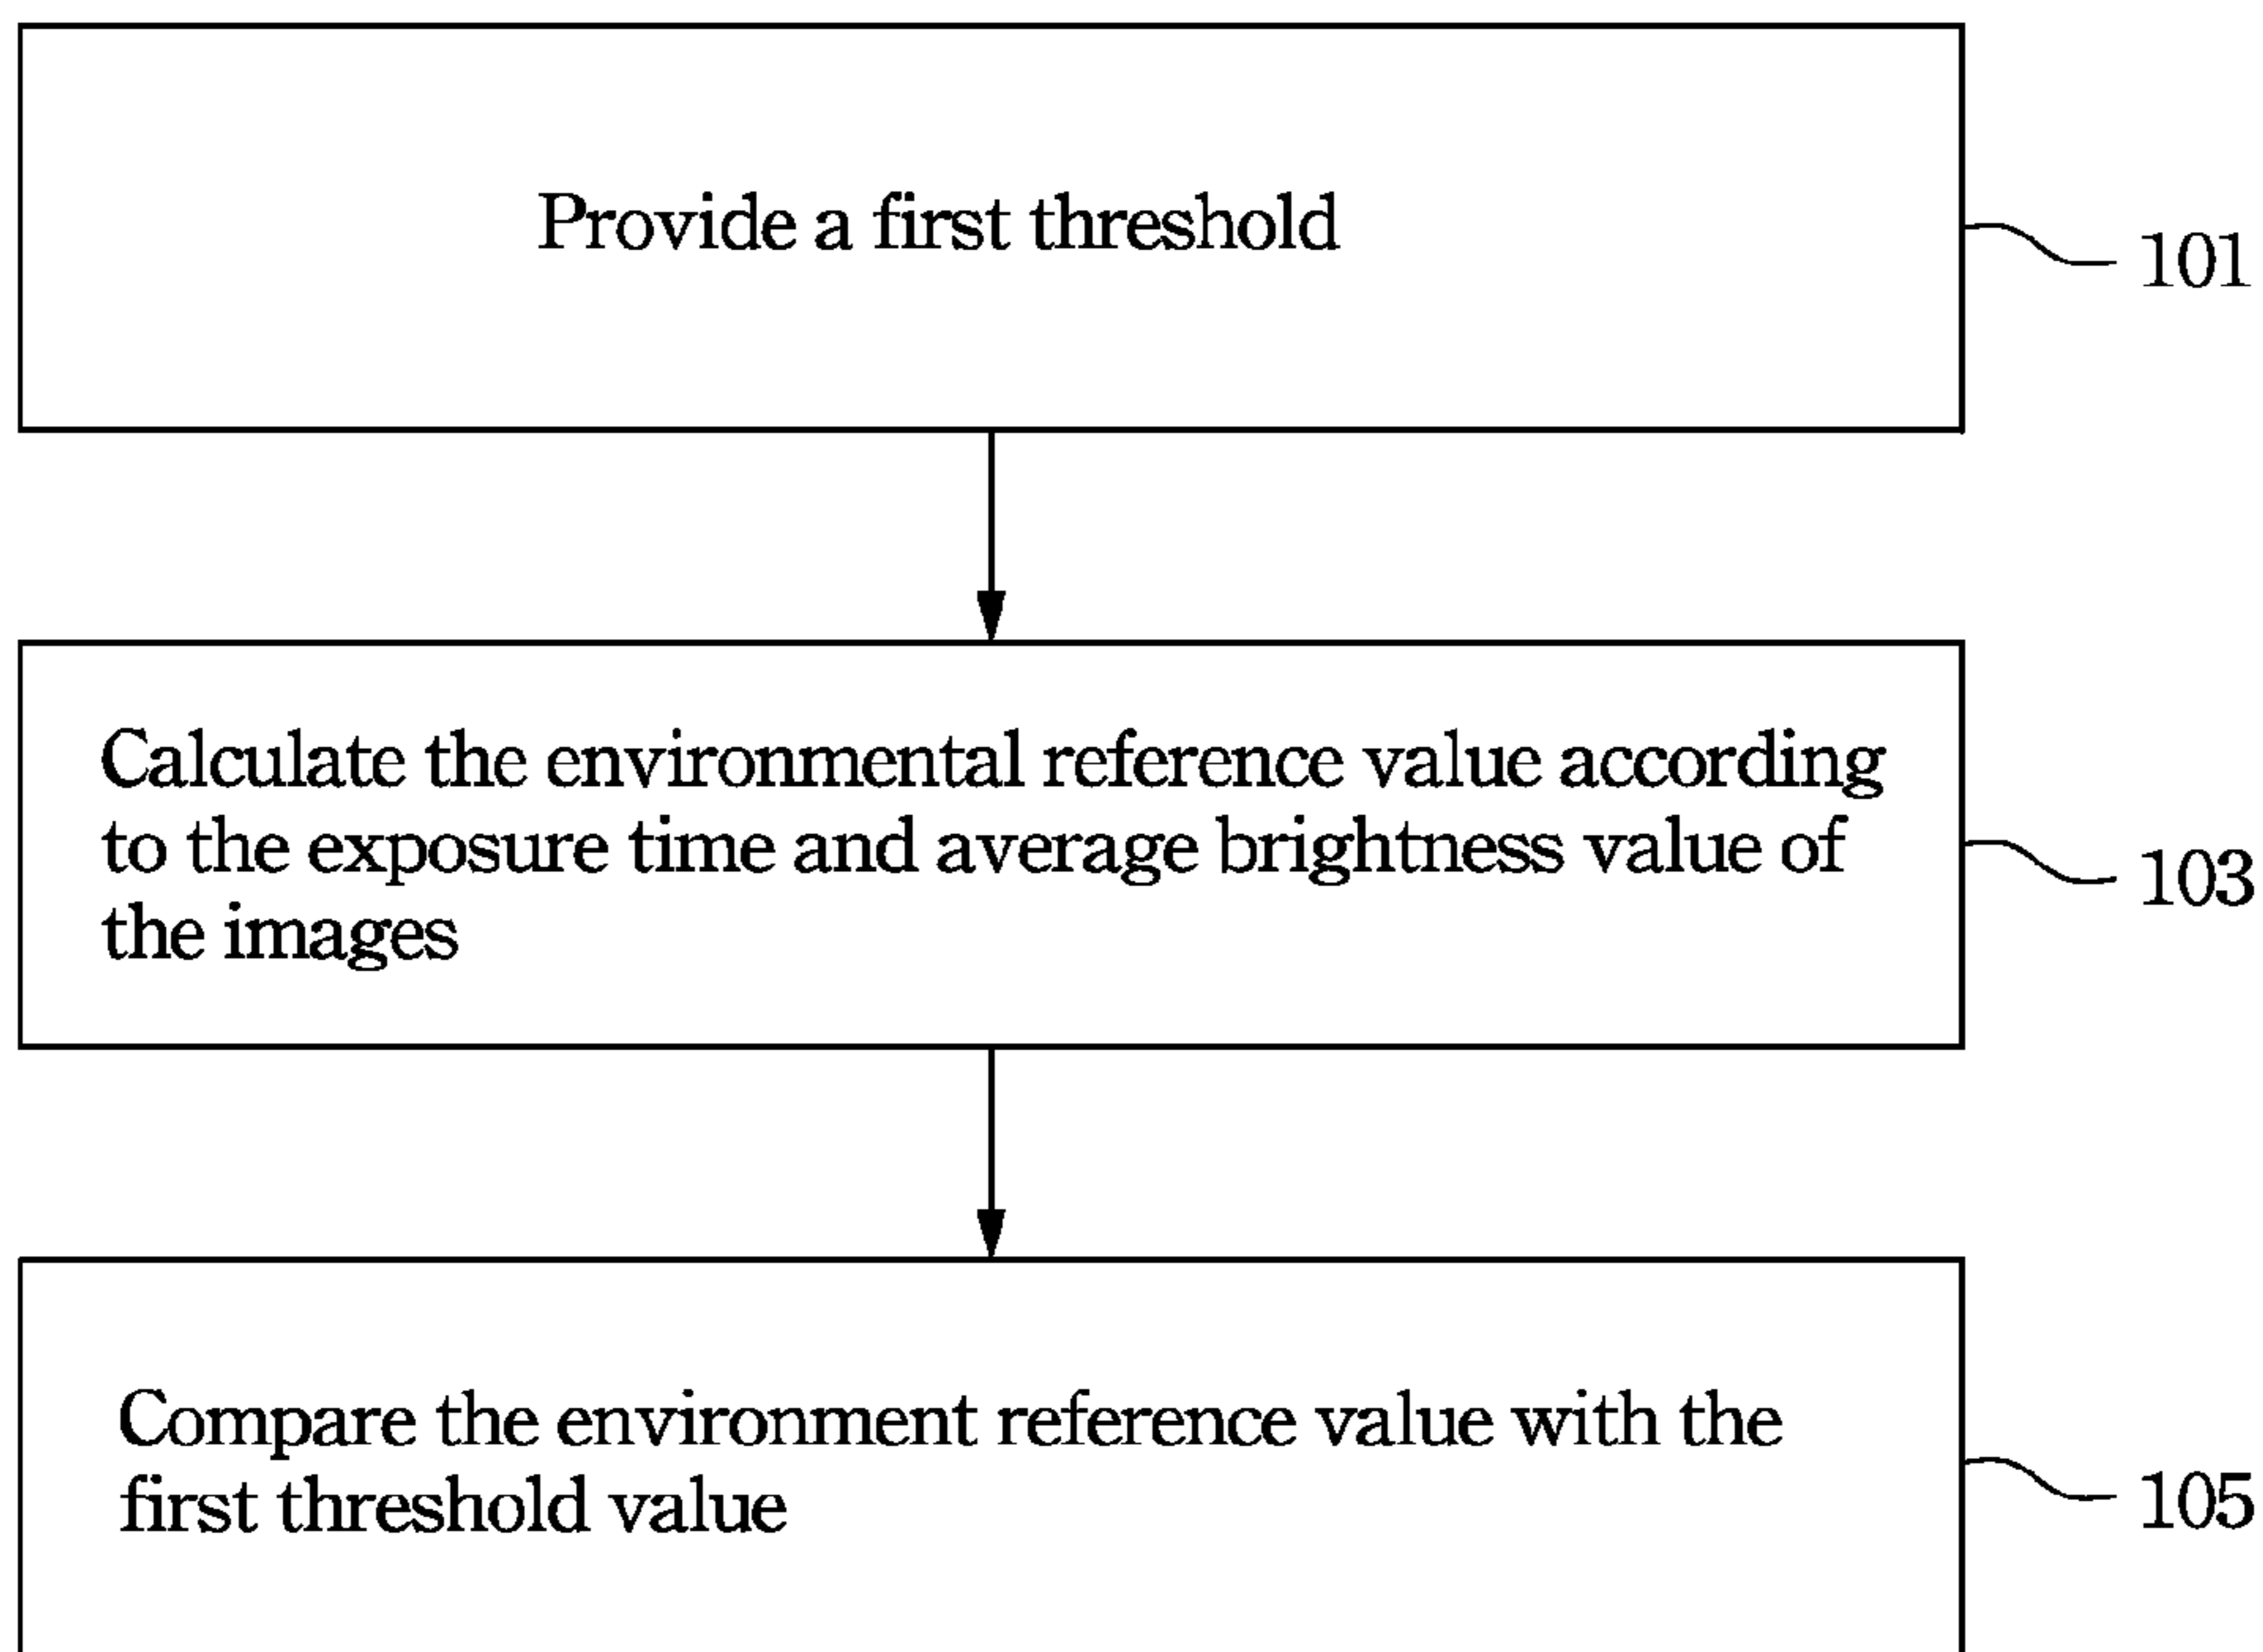 Provide a first threshold
101
Calculate the environmental reference value according
to the exposure time and average brightness value of
the images
103
Compare the environment reference value with the
first threshold value
105